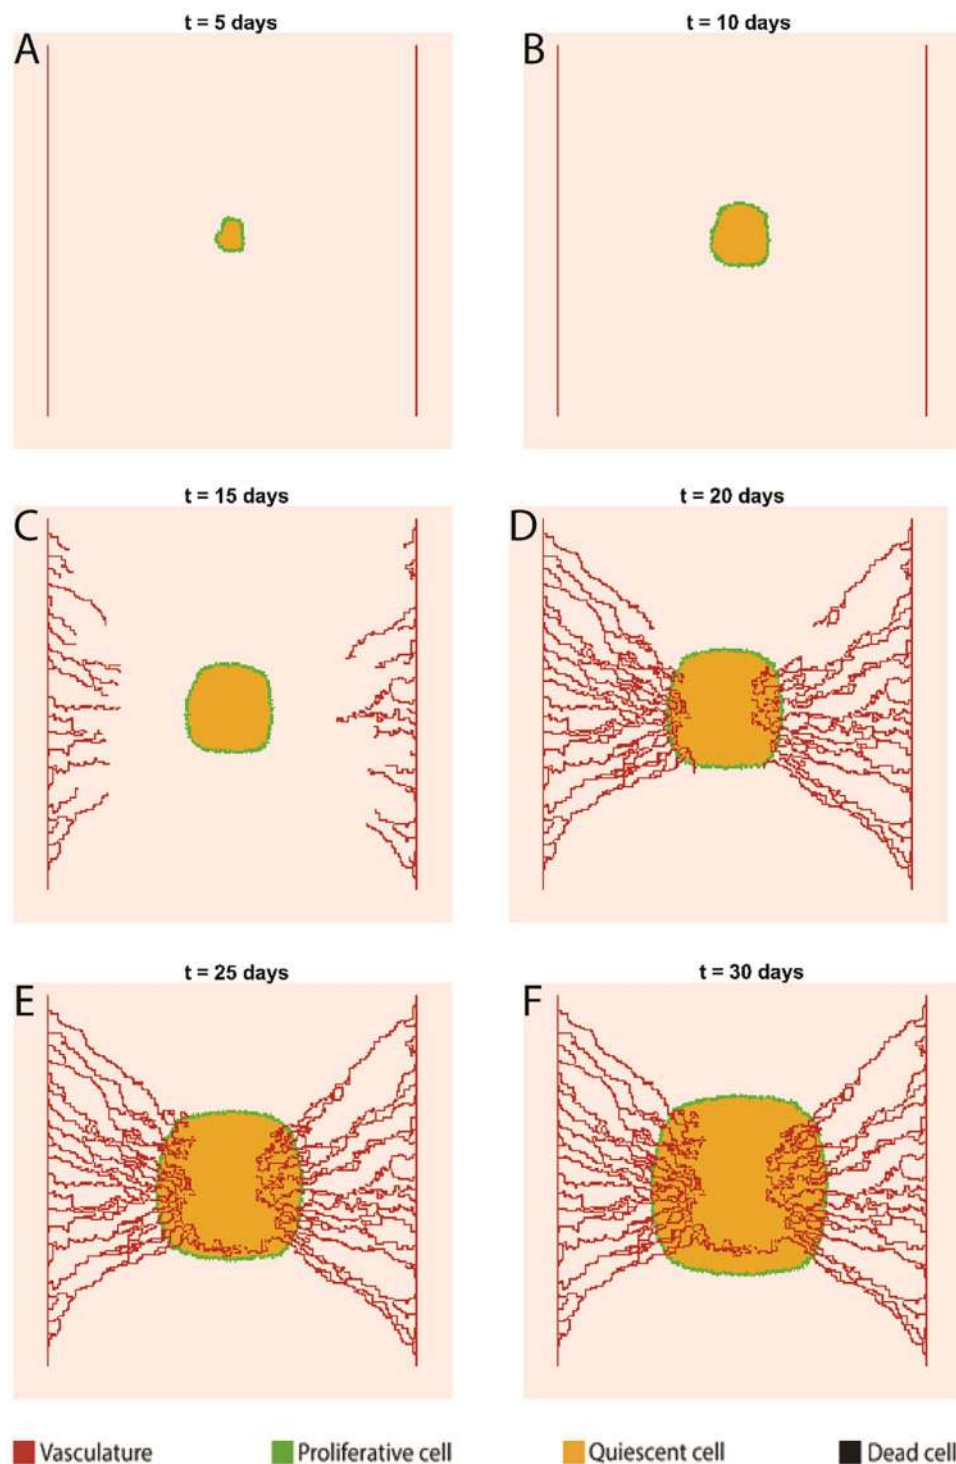 t = 5 days
t = 10 days
A
B
t = 15 days
t = 20 days
C
D
t = 25 days
t = 30 days
E
F
Vasculature
Proliferative cell
Quiescent cell
Dead cell